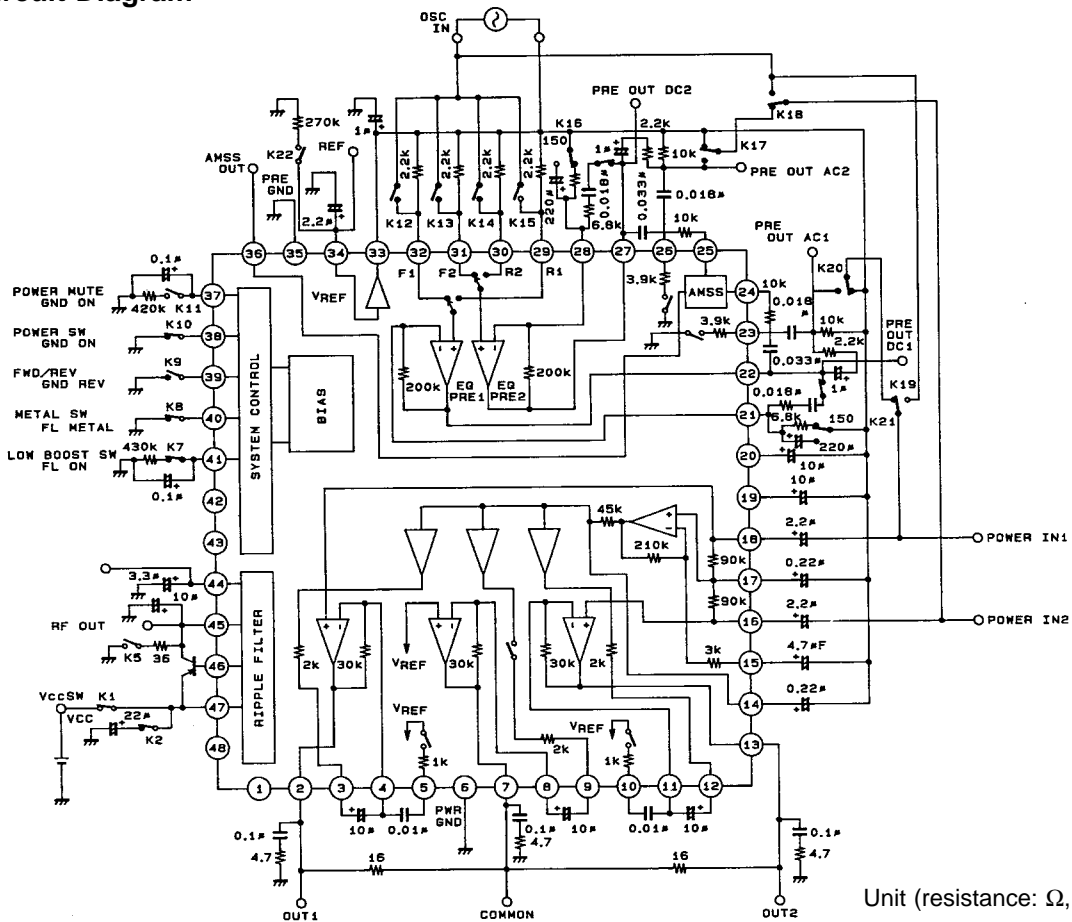 rcuit Diagram
OSC
IN
PRE OUT DC2
K18
270k
REF
1µ
K16
2.2k
150
1µ
K17
AMSS
OUT
K22
PRE
GND
2.2µ
2.2k
2.2k
2.2k
2.2k
K12
K13
K14
K15
220µ
0.018µ
6.8k
0.033µ
10k
10k
0.018µ
PRE OUT AC2
PRE
OUT AC1
36
35
34
33
32
31
30
29
28
27
26
25
F1
F2
R2
R1
VREF
0.1µ
POWER MUTE
GND ON
420k
K11
37
POWER SW
GND ON
K10
38
FWD/REV
GND REV
K9
39
METAL SW
FL METAL
K8
40
LOW BOOST SW
FL ON
430k
K7
41
0.1µ
42
43
SYSTEN CONTROL
BIAS
200k
EQ
PRE1
EQ
PRE2
200k
3.9k
AMSS
3.9k
24
23
22
21
20
19
18
17
16
15
14
13
10k
0.018µ
K20
10k
2.2k
PRE
OUT
DC1
0.033µ
1µ
K19
0.018µ
K21
6.8k
150
220µ
10µ
10µ
2.2µ
POWER IN1
0.22µ
2.2µ
POWER IN2
4.7µF
0.22µ
45k
210k
90k
90k
3k
3.3µ
10µ
44
RF OUT
45
K5
36
46
VccSW
K1
VCC
22µ
K2
47
48
RIPPLE FILTER
2k
30k
VREF
30k
30k
2k
VREF
1k
2k
VREF
1k
1
2
3
4
5
6
7
8
9
10
11
12
PWR
GND
10µ
0.01µ
0.1µ
4.7
10µ
0.01µ
10µ
0.1µ
4.7
0.1µ
4.7
16
16
OUT1
COMMON
OUT2
Unit (resistance: Ω,